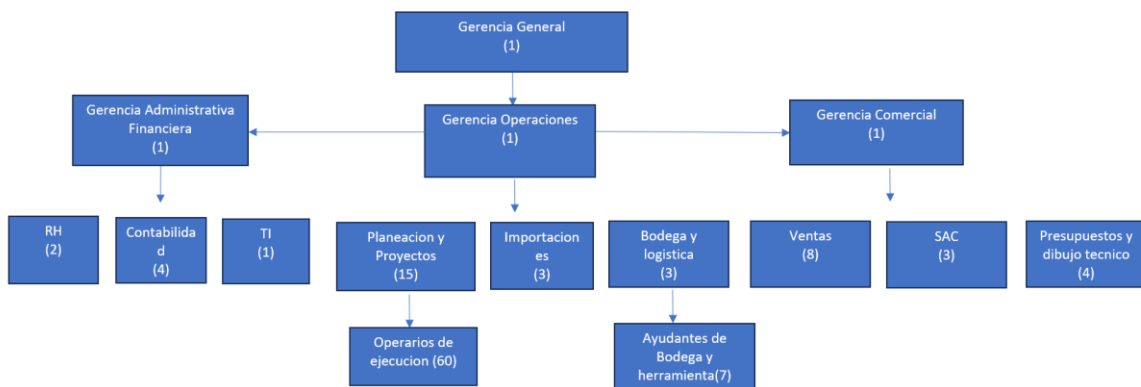 Gerencia General
(1)
Gerencia Administrativa
Financiera
(1)
Gerencia Operaciones
(1)
Gerencia Comercial
(1)
RH
(2)
Contabilida
d
(4)
TI
(1)
Planeacion y
Proyectos
(15)
Importacion
es
(3)
Bodega y
logistica
(3)
Ventas
(8)
SAC
(3)
Presupuestos y
dibujo tecnico
(4)
Operarios de
ejecucion (60)
Ayudantes de
Bodega y
herramienta(7)